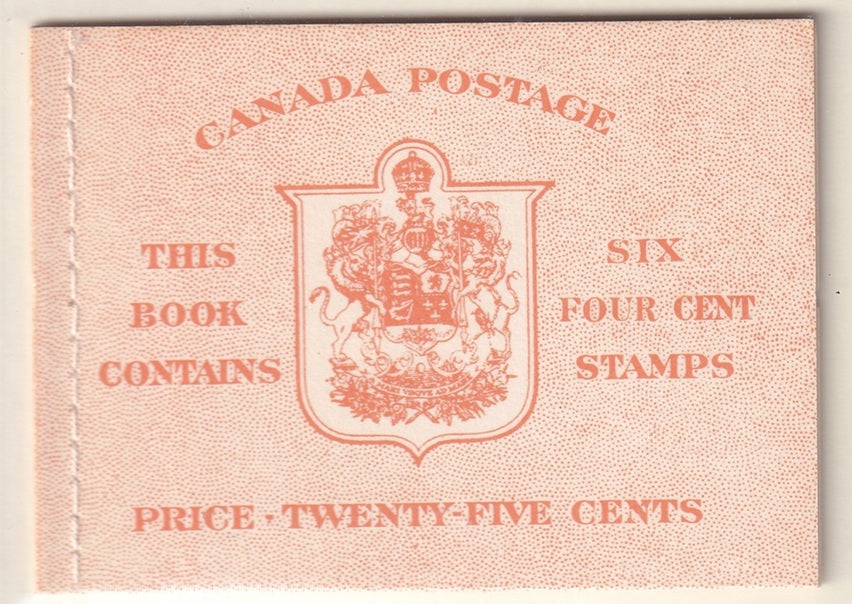 CANADA POSTAGE
THIS
BOOK
CONTAINS
SIX
FOUR CENT
STAMPS
PRICE · TWENTY-FIVE CENTS